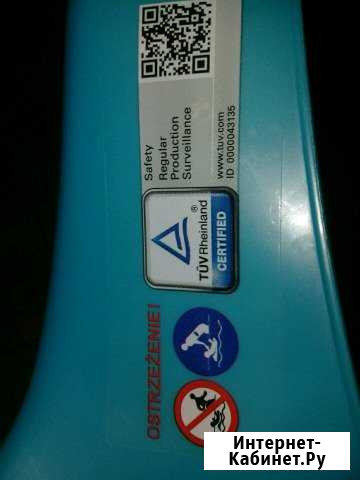 Safety
Regular
Production
Surveillance
www.tuv.com
ID 0000043135
®
TÜVRheinland
CERTIFIED
OSTRZEŻENIE!
Интернет-
Кабинет.Ру